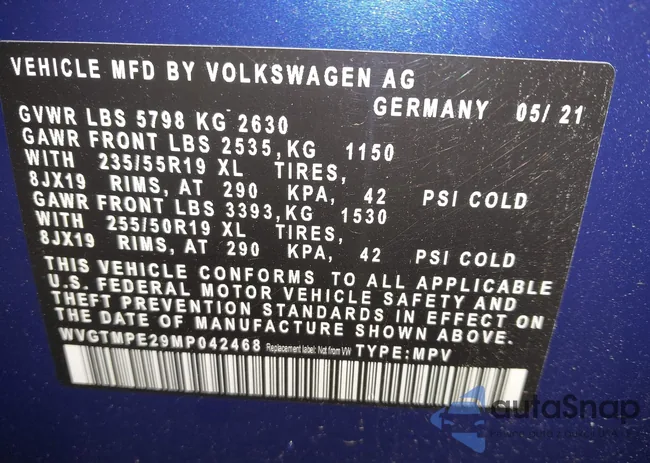 VEHICLE MFD BY VOLKSWAGEN AG
GERMANY 05/ 21
GVWR LBS 5798 KG 2630
GAWR FRONT LBS 2535, KG 1150
WITH 235/55R19 XL TIRES,
8JX19 RIMS, AT 290 KPA, 42 PSI COLD
GAWR FRONT LBS 3393, KG 1530
WITH 255/50R19 XL TIRES,
8JX19 RIMS, AT 290 KPA, 42 PSI COLD
THIS VEHICLE CONFORMS TO ALL APPLICABLE
U.S. FEDERAL MOTOR VEHICLE SAFETY AND
THEFT PREVENTION STANDARDS IN EFFECT ON
THE DATE OF MANUFACTURE SHOWN ABOVE.
WVGTMPE29MP042468 Replacement label: Not from VW TYPE:MPV
autaSnap